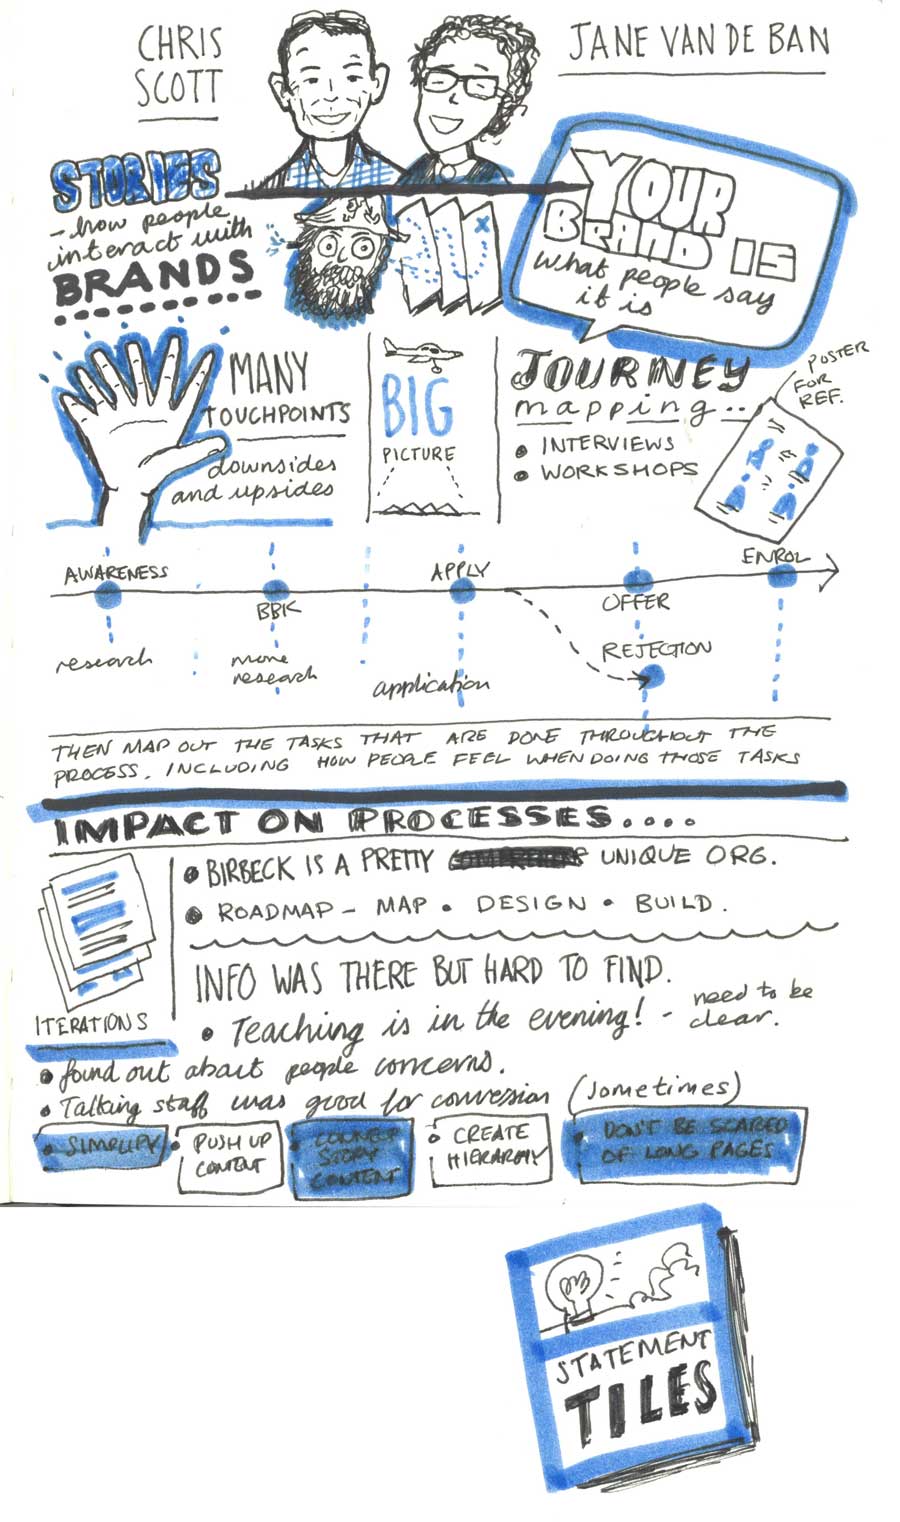 CHRIS
SCOTT
JANE VAN DE BAN
STORIES
- how people
interact with
BRANDS
YOUR
BRAND IS
what people say
it is
MANY
TOUCHPOINTS
downsides
and upsides
BIG
PICTURE
JOURNEY
mapping...
• INTERVIEWS
• WORKSHOPS
POSTER
FOR
REF.
AWARENESS
BBK
APPLY
OFFER
ENROL
REJECTION
research
more
research
application
THEN MAP OUT THE TASKS THAT ARE DONE THROUGHOUT THE
PROCESS, INCLUDING HOW PEOPLE FEEL WHEN DOING THOSE TASKS
IMPACT ON PROCESSES....
• BIRBECK IS A PRETTY UNIQUE ORG.
• ROADMAP - MAP • DESIGN • BUILD.
ITERATIONS
INFO WAS THERE BUT HARD TO FIND.
• Teaching is in the evening! - need to be
clear.
• found out about people concerns.
• Talking staff was good for conversion (sometimes)
• SIMPLIFY
• PUSH UP
CONTENT
STORY
CONTENT
• CREATE
HIERARCHY
• DON'T BE SCARED
OF LONG PAGES
STATEMENT
TILES